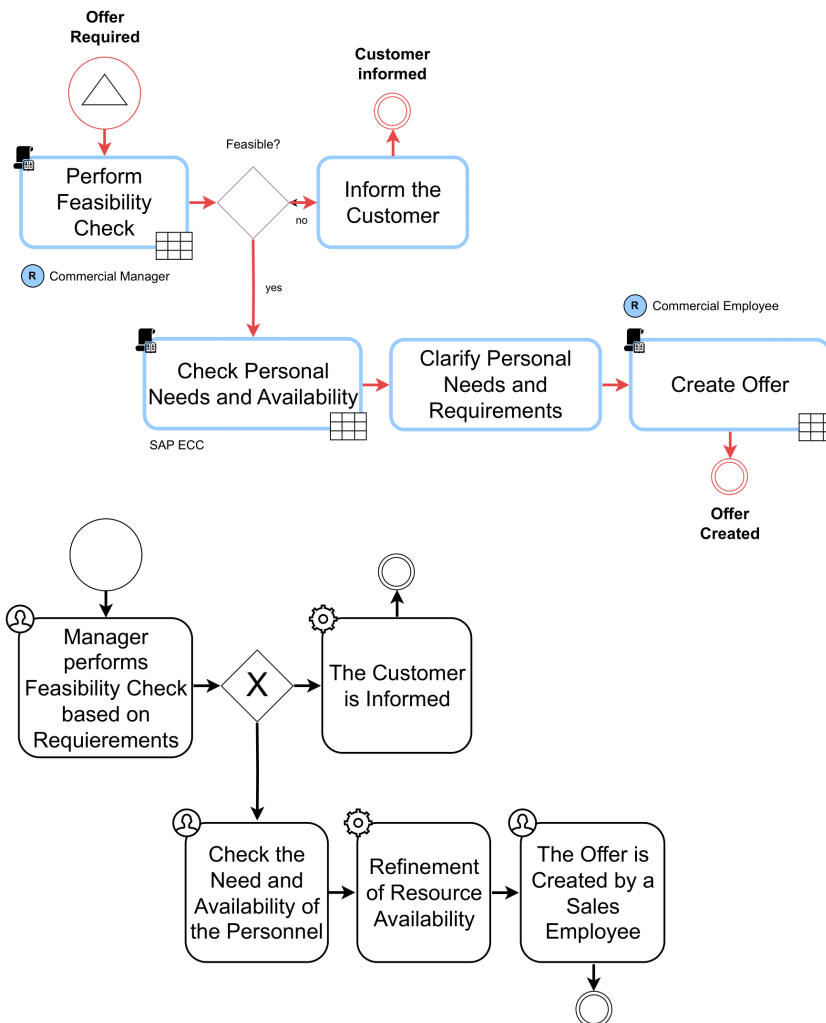 Offer
Required
Customer
informed
Feasible?
Perform
Feasibility
Check
Inform the
Customer
no
R Commercial Manager
yes
R Commercial Employee
Check Personal
Needs and Availability
Clarify Personal
Needs and
Requirements
Create Offer
SAP ECC
Offer
Created
Manager
performs
Feasibility Check
based on
Requierements
X
The Customer
is Informed
Check the
Need and
Availability of
the Personnel
Refinement
of Resource
Availability
The Offer is
Created by a
Sales
Employee